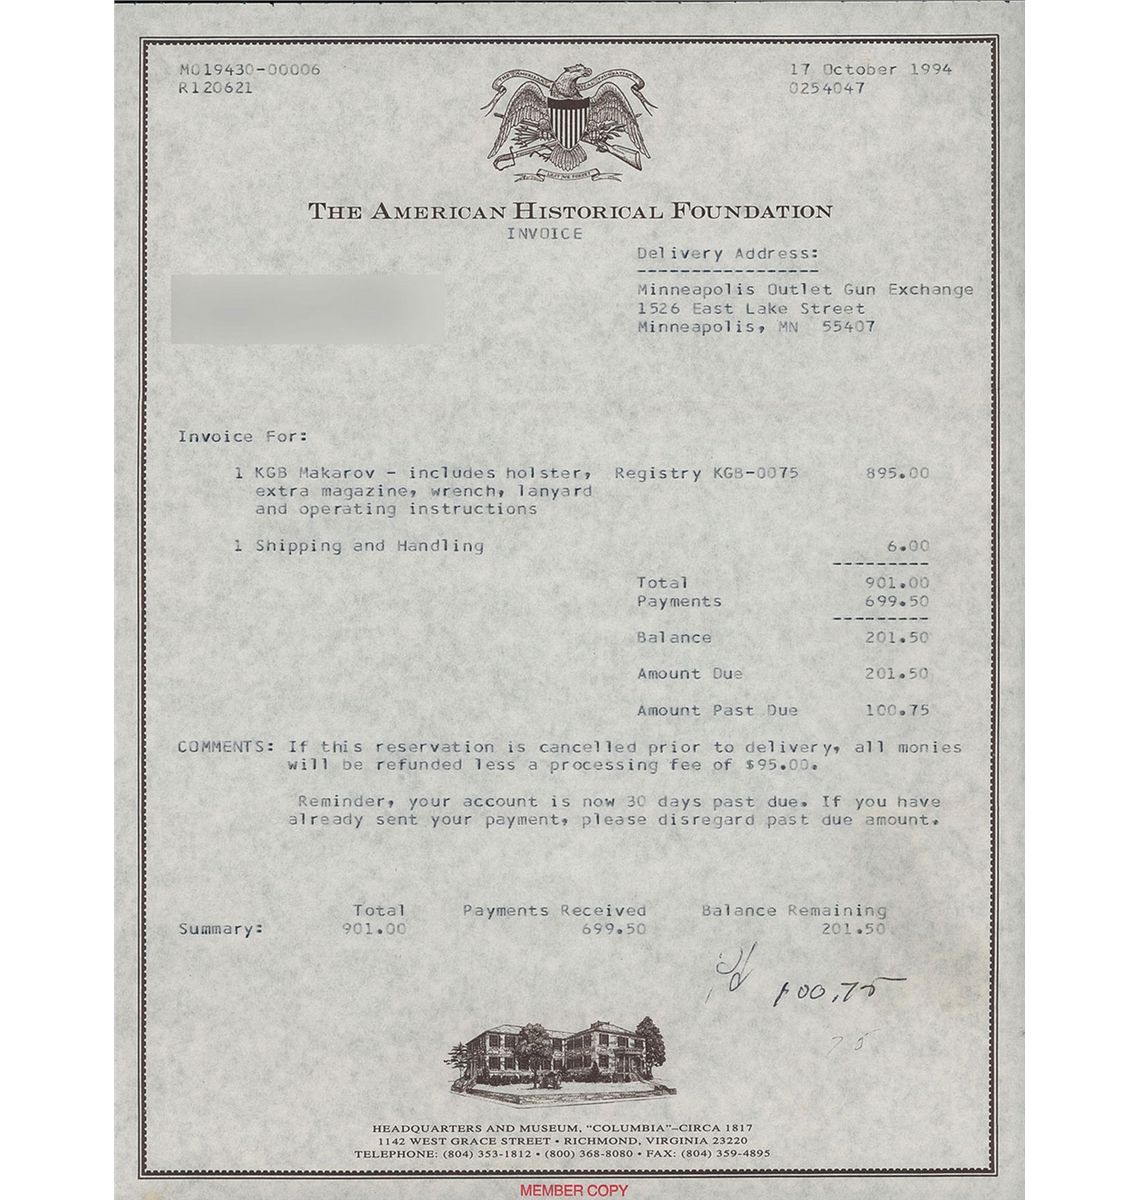 M019430-00006
R120621
17 October 1994
0254047
LEST WE FORGET
THE AMERICAN HISTORICAL FOUNDATION
INVOICE
Delivery Address:
-----------------
Minneapolis Outlet Gun Exchange
1526 East Lake Street
Minneapolis, MN 55407
Invoice For:
1 KGB Makarov - includes holster, Registry KGB-0075 895.00
extra magazine, wrench, lanyard
and operating instructions
1 Shipping and Handling 6.00
---------
Total 901.00
Payments 699.50
---------
Balance 201.50
Amount Due 201.50
Amount Past Due 100.75
COMMENTS: If this reservation is cancelled prior to delivery, all monies
will be refunded less a processing fee of $95.00.
Reminder, your account is now 30 days past due. If you have
already sent your payment, please disregard past due amount.
Total Payments Received Balance Remaining
Summary: 901.00 699.50 201.50
pd 100.75
75
HEADQUARTERS AND MUSEUM, “COLUMBIA”–CIRCA 1817
1142 WEST GRACE STREET • RICHMOND, VIRGINIA 23220
TELEPHONE: (804) 353-1812 • (800) 368-8080 • FAX: (804) 359-4895
MEMBER COPY